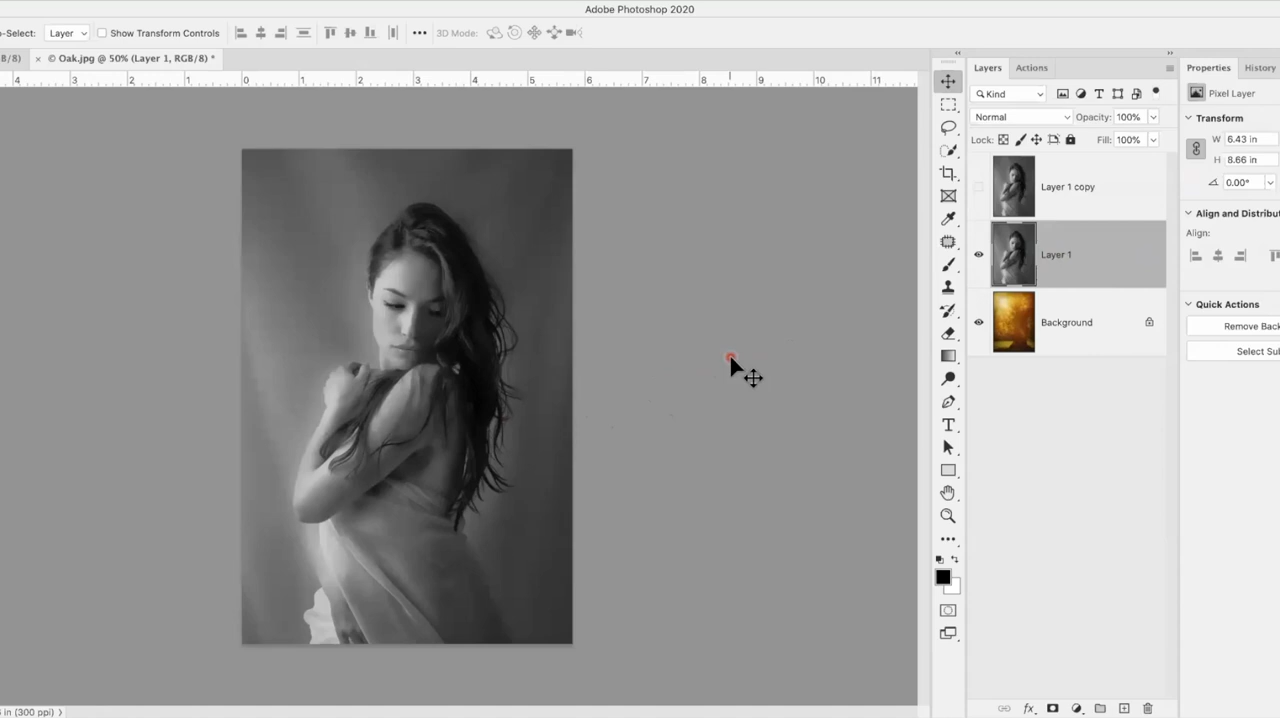 Adobe Photoshop 2020
-Select: Layer Show Transform Controls 3D Mode:
B/8) × © Oak.jpg @ 50% (Layer 1, RGB/8) *
4 3 2 1 0 1 2 3 4 5 6 7 8 9 10 11
Layers Actions
Kind
Normal Opacity: 100%
Lock: Fill: 100%
Layer 1 copy
Layer 1
Background
fx
T
Properties History
Pixel Layer
Transform
W 6.43 in
H 8.66 in
0.00°
Align and Distribu
Align:
Quick Actions
Remove Back
Select Sul
(300 ppi)